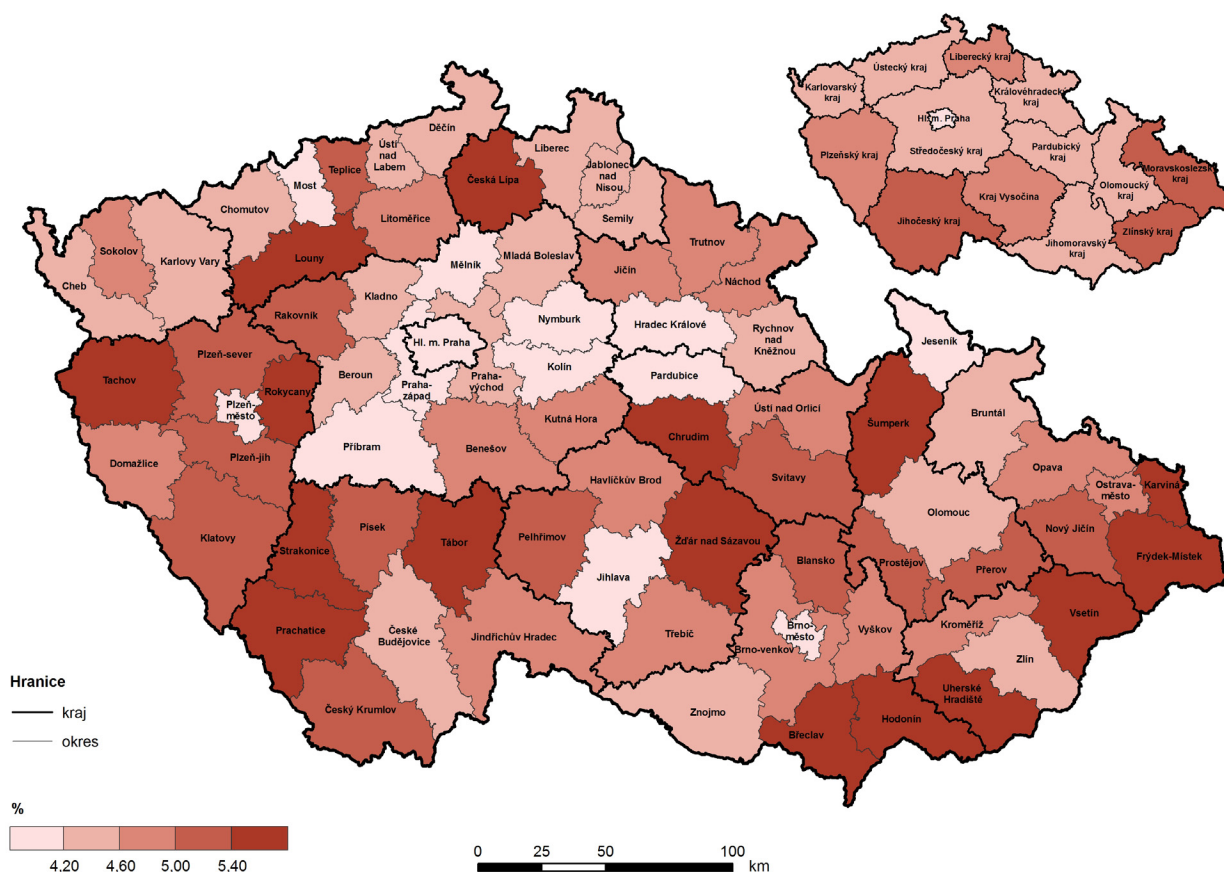 Ústecký kraj
Liberecký kraj
Karlovarský
kraj
Královéhradecký
kraj
Hl. m. Praha
Středočeský kraj
Pardubický
kraj
Plzeňský kraj
Moravskoslezský
kraj
Olomoucký
kraj
Kraj Vysočina
Jihočeský kraj
Zlínský kraj
Jihomoravský
kraj
Děčín
Ústí
nad
Labem
Liberec
Teplice
Jablonec
nad
Nisou
Česká Lípa
Most
Chomutov
Litoměřice
Semily
Sokolov
Karlovy Vary
Louny
Trutnov
Mělník
Mladá Boleslav
Jičín
Cheb
Kladno
Náchod
Rakovník
Nymburk
Hradec Králové
Rychnov
nad
Kněžnou
Hl. m. Praha
Jeseník
Plzeň-sever
Kolín
Pardubice
Tachov
Rokycany
Beroun
Praha-
západ
Praha-
východ
Plzeň-
město
Kutná Hora
Ústí nad Orlicí
Bruntál
Šumperk
Chrudim
Příbram
Benešov
Domažlice
Plzeň-jih
Opava
Havlíčkův Brod
Svitavy
Ostrava-
město
Karviná
Olomouc
Nový Jičín
Klatovy
Strakonice
Písek
Tábor
Pelhřimov
Žďár nad Sázavou
Frýdek-Místek
Jihlava
Blansko
Prostějov
Přerov
Vsetín
Prachatice
České
Budějovice
Jindřichův Hradec
Třebíč
Brno-
město
Brno-venkov
Vyškov
Kroměříž
Zlín
Uherské
Hradiště
Český Krumlov
Znojmo
Hodonín
Břeclav
Hranice
kraj
okres
%
4.20 4.60 5.00 5.40
0 25 50 100
km